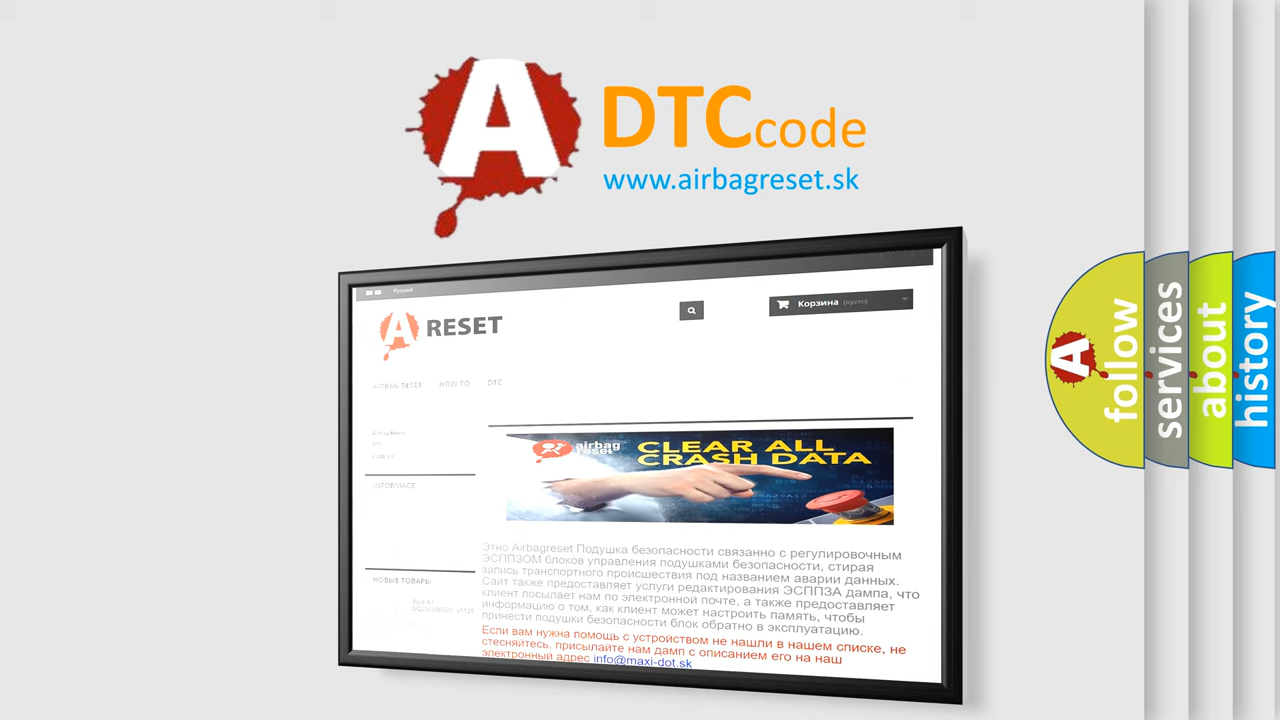 A
DTCcode
www.airbagreset.sk
Русский
A RESET
Корзина (пусто)
AIRBAG RESET HOW TO DTC
INFORMACE
airbag
reset
CLEAR ALL
CRASH DATA
Этно Airbagreset Подушка безопасности связанно с регулировочным
ЭСППЗОМ блоков управления подушками безопасности, стирая
запись транспортного происшествия под названием аварии данных.
Сайт также предоставляет услуги редактирования ЭСППЗА дампа, что
клиент посылает нам по электронной почте, а также предоставляет
информацию о том, как клиент может настроить память, чтобы
принести подушки безопасности блок обратно в эксплуатацию.
Если вам нужна помощь с устройством не нашли в нашем списке, не
стесняйтесь, присылайте нам дамп с описанием его на наш
электронный адрес info@maxi-dot.sk
НОВЫЕ ТОВАРЫ
A
follow
services
about
history